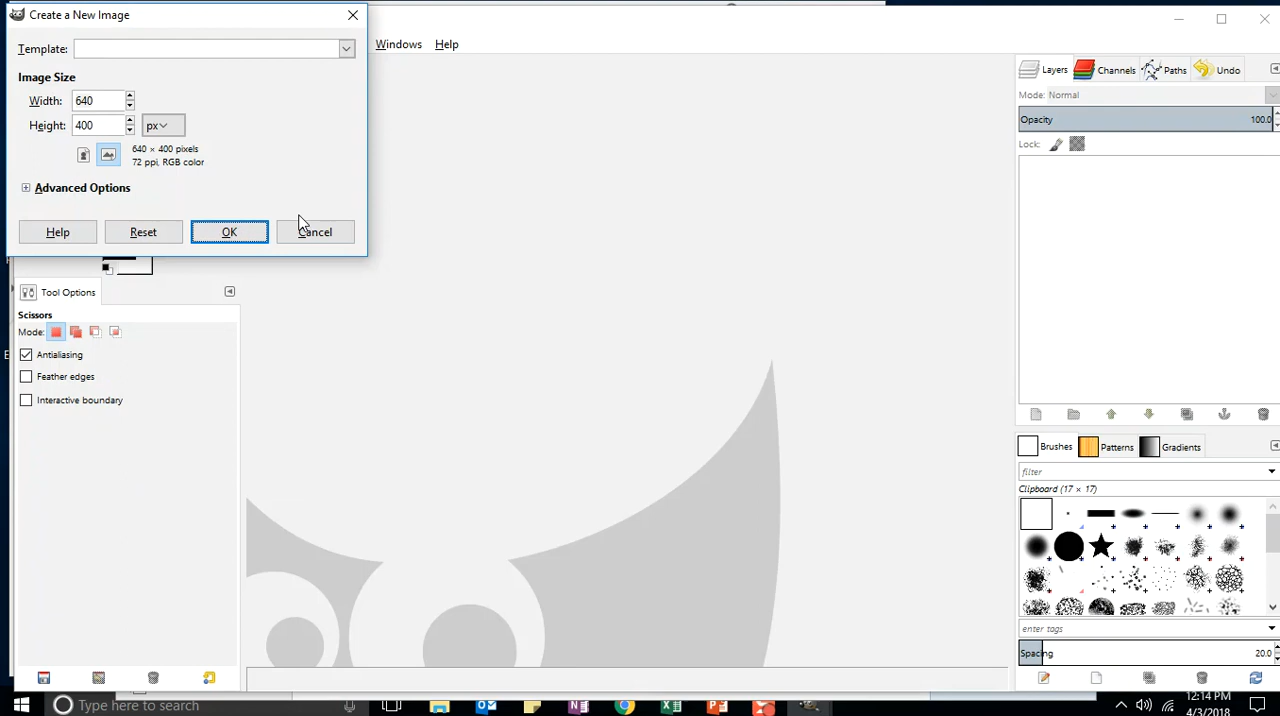 Create a New Image
Template:
Image Size
Width: 640
Height: 400 px
640 × 400 pixels
72 ppi, RGB color
Advanced Options
Help Reset OK Cancel
Windows Help
Tool Options
Scissors
Mode:
Antialiasing
Feather edges
Interactive boundary
Layers Channels Paths Undo
Mode: Normal
Opacity 100.0
Lock:
Brushes Patterns Gradients
filter
Clipboard (17 × 17)
enter tags
Spacing 20.0
Type here to search
12:14 PM
4/3/2018